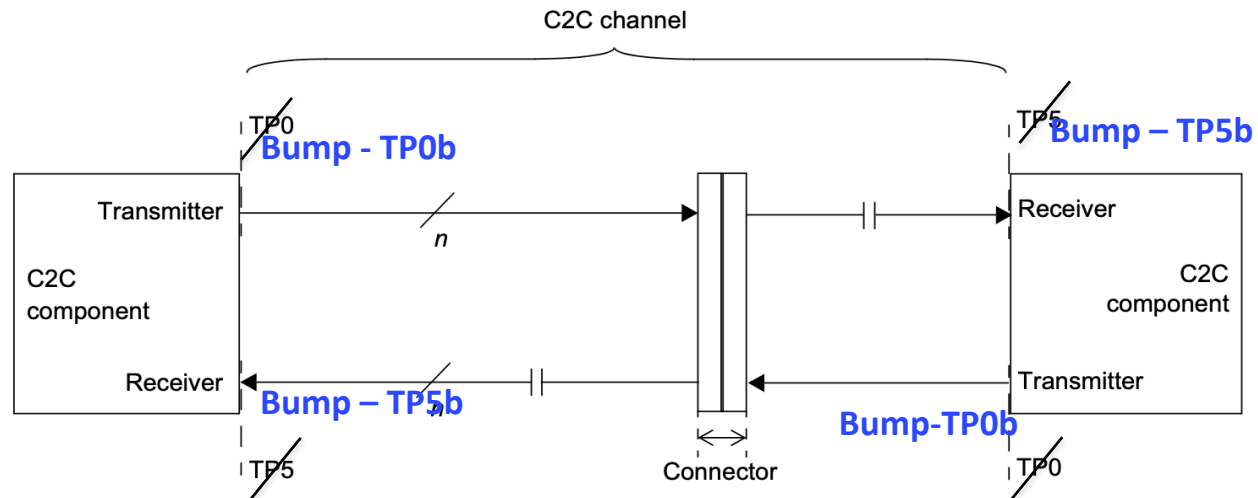 C2C channel
TP0
Bump - TP0b
TP5
Bump – TP5b
Transmitter
n
Receiver
C2C
component
C2C
component
Receiver
n
Transmitter
Bump – TP5b
Bump-TP0b
TP5
Connector
TP0